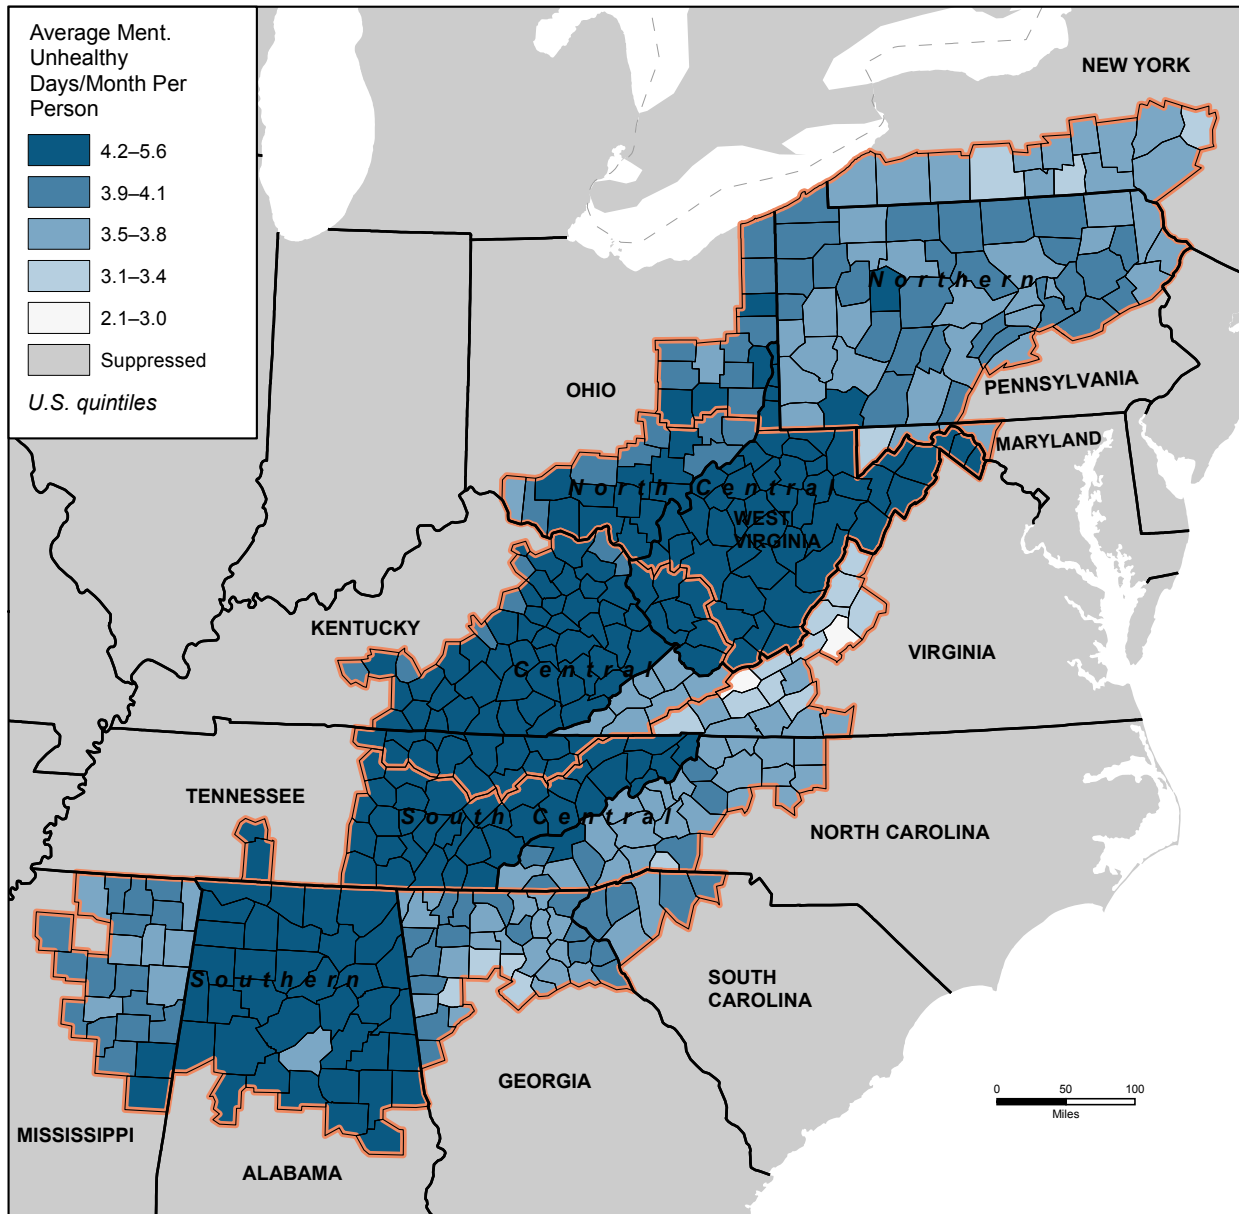 Average Ment.
Unhealthy
Days/Month Per
Person
4.2–5.6
3.9–4.1
3.5–3.8
3.1–3.4
2.1–3.0
Suppressed
U.S. quintiles
NEW YORK
Northern
PENNSYLVANIA
OHIO
MARYLAND
North Central
WEST
VIRGINIA
KENTUCKY
VIRGINIA
Central
TENNESSEE
South Central
NORTH CAROLINA
Southern
SOUTH
CAROLINA
GEORGIA
0 50 100
Miles
MISSISSIPPI
ALABAMA